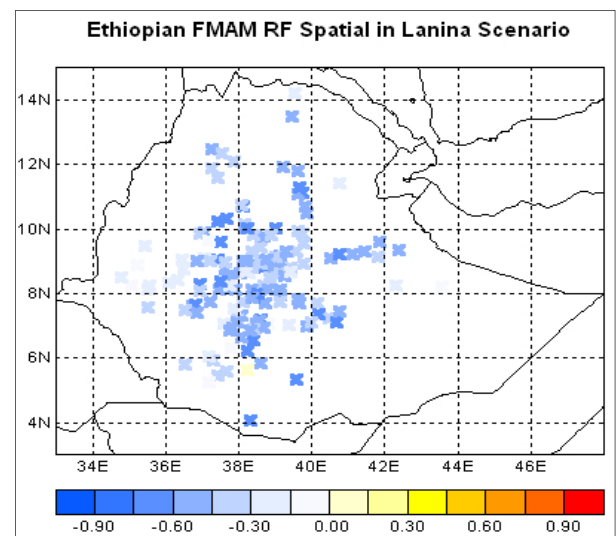 Ethiopian FMAM RF Spatial in Lanina Scenario
14N
12N
10N
8N
6N
4N
34E 36E 38E 40E 42E 44E 46E
-0.90 -0.60 -0.30 0.00 0.30 0.60 0.90